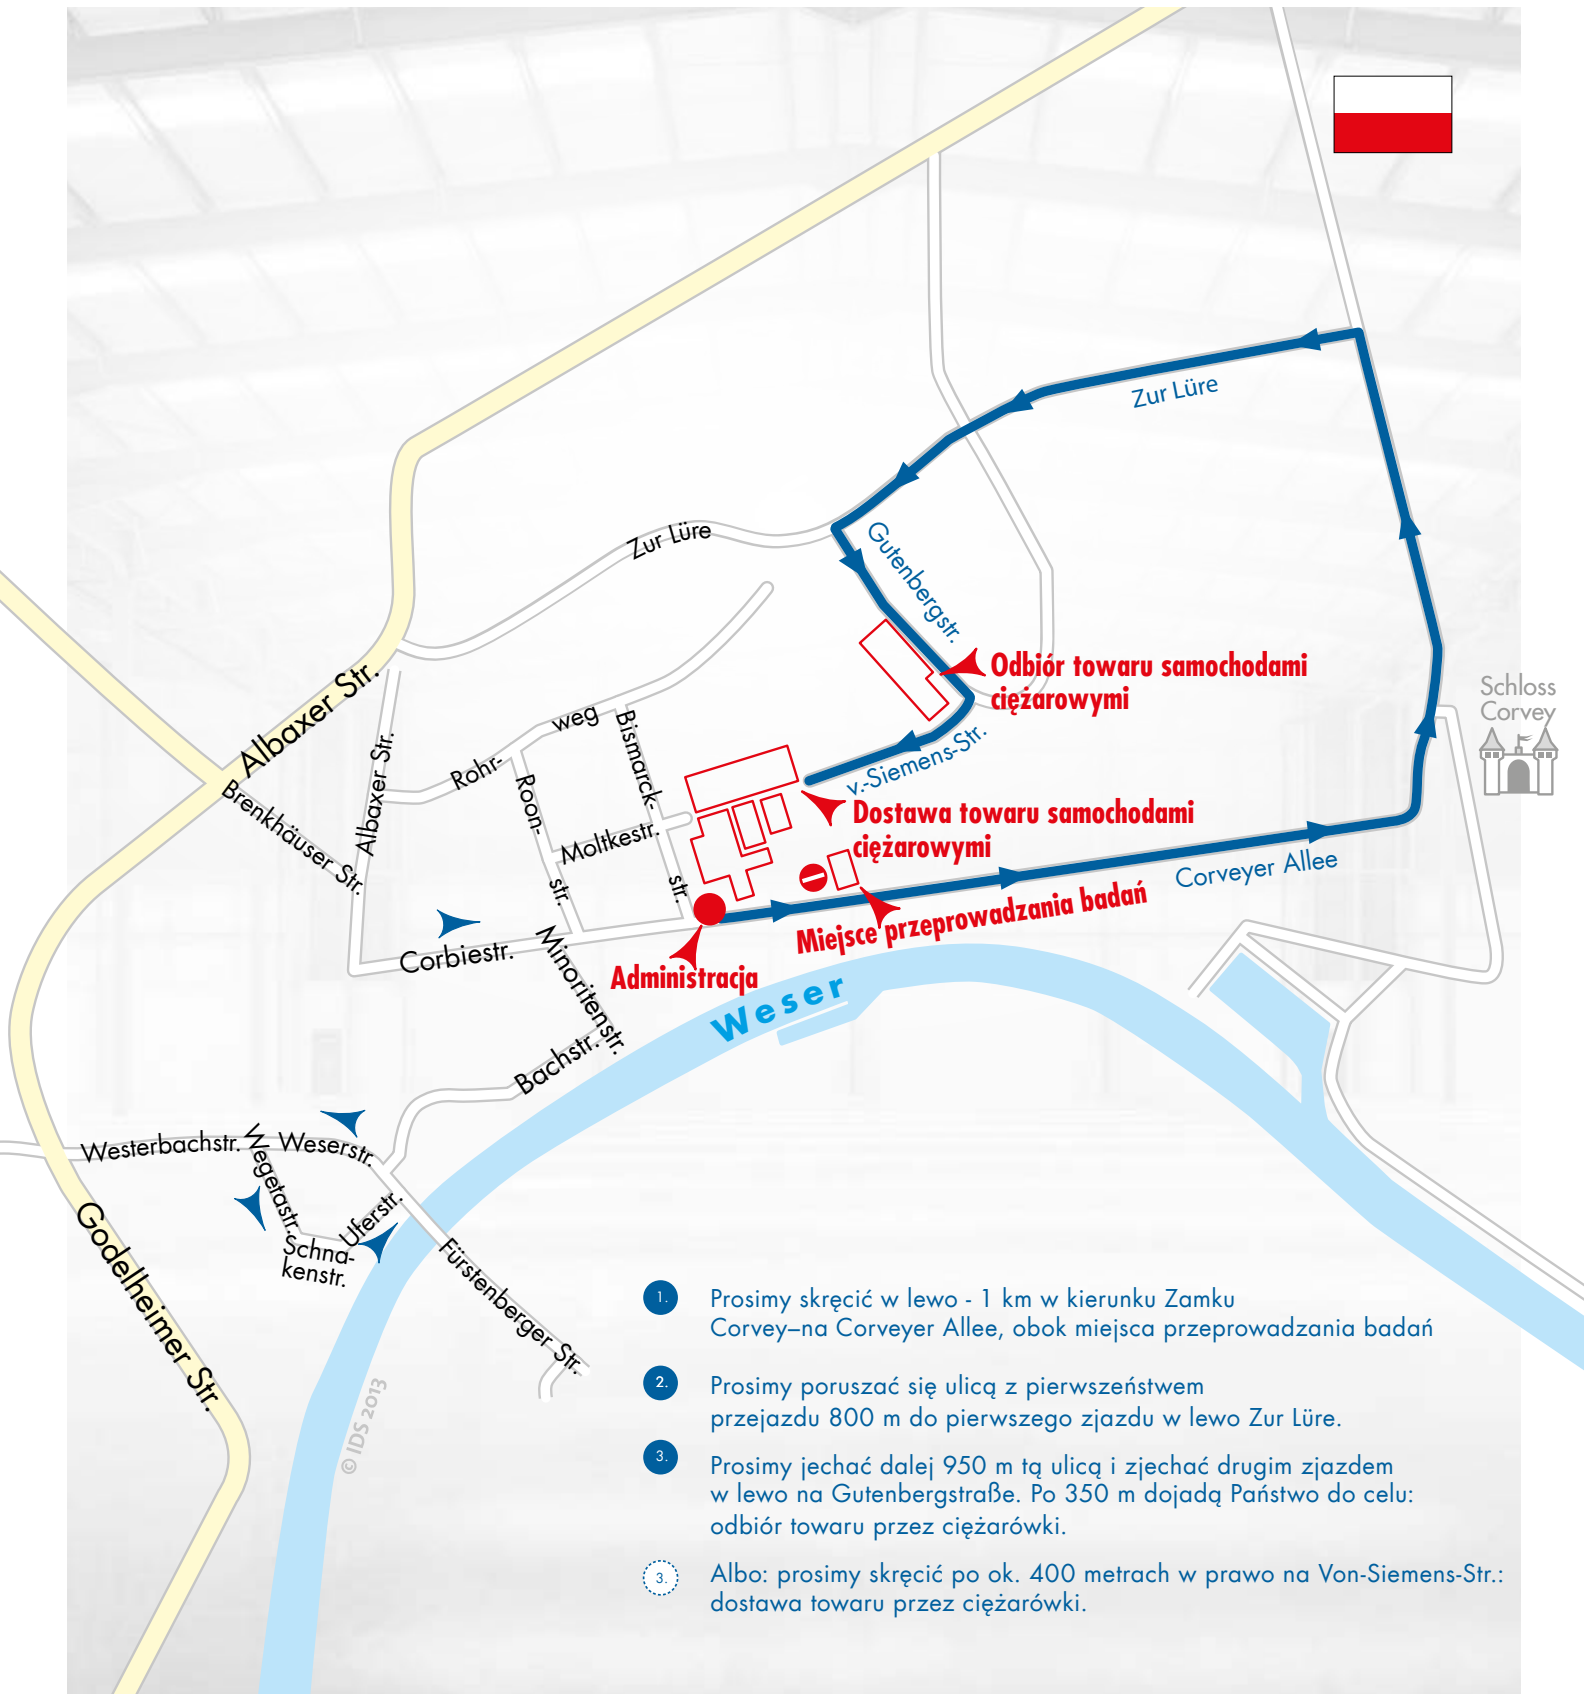 Zur Lüre
Zur Lüre
Gutenbergstr.
Odbiór towaru samochodami
ciężarowymi
Schloss
Corvey
Albaxer Str.
weg
Bismarck-
str.
Rohr-
Roon-
str.
v.-Siemens-Str.
Albaxer Str.
Brenkhäuser Str.
Moltkestr.
Dostawa towaru samochodami
ciężarowymi
Corveyer Allee
Miejsce przeprowadzania badań
Corbiestr.
Minoritenstr.
Administracja
Weser
Bachstr.
Westerbachstr.
Wegetastr.
Weserstr.
Uferstr.
Schna-
kenstr.
Godelheimer Str.
Fürstenberger Str.
© IDS 2013
1. Prosimy skręcić w lewo - 1 km w kierunku Zamku
Corvey–na Corveyer Allee, obok miejsca przeprowadzania badań
2. Prosimy poruszać się ulicą z pierwszeństwem
przejazdu 800 m do pierwszego zjazdu w lewo Zur Lüre.
3. Prosimy jechać dalej 950 m tą ulicą i zjechać drugim zjazdem
w lewo na Gutenbergstraße. Po 350 m dojadą Państwo do celu:
odbiór towaru przez ciężarówki.
3. Albo: prosimy skręcić po ok. 400 metrach w prawo na Von-Siemens-Str.:
dostawa towaru przez ciężarówki.